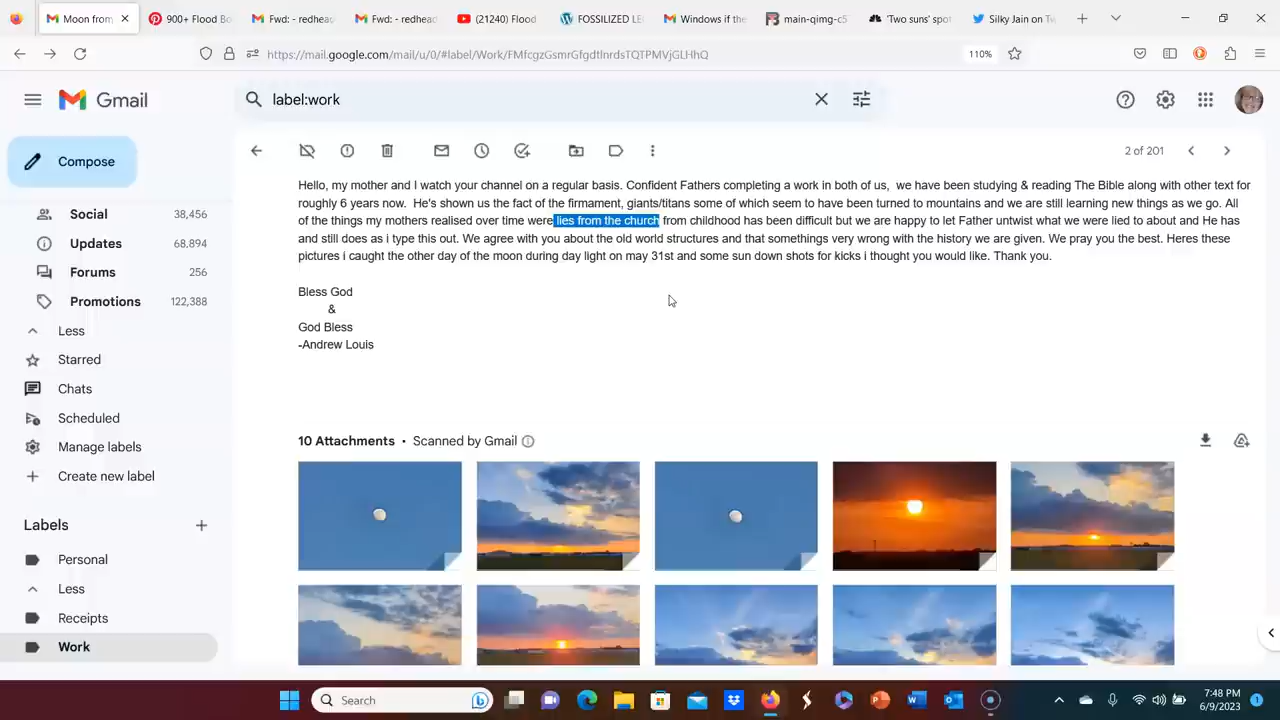 Moon from
900+ Flood Bo
Fwd: - redhea
Fwd: - redhead
(21240) Flood
FOSSILIZED LE
Windows if the
main-qimg-c5
'Two suns' spot
Silky Jain on Tw
https://mail.google.com/mail/u/0/#label/Work/FMfcgzGsmrGfgdtlnrdsTQTPMVjGLHhQ
110%
Gmail
label:work
Compose
2 of 201
Social 38,456
Updates 68,894
Forums 256
Promotions 122,388
Less
Starred
Chats
Scheduled
Manage labels
Create new label
Labels
Personal
Less
Receipts
Work
Hello, my mother and I watch your channel on a regular basis. Confident Fathers completing a work in both of us,  we have been studying & reading The Bible along with other text for
roughly 6 years now.  He's shown us the fact of the firmament, giants/titans some of which seem to have been turned to mountains and we are still learning new things as we go. All
of the things my mothers realised over time were lies from the church from childhood has been difficult but we are happy to let Father untwist what we were lied to about and He has
and still does as i type this out. We agree with you about the old world structures and that somethings very wrong with the history we are given. We pray you the best. Heres these
pictures i caught the other day of the moon during day light on may 31st and some sun down shots for kicks i thought you would like. Thank you.
Bless God
&
God Bless
-Andrew Louis
10 Attachments • Scanned by Gmail
Search
7:48 PM
6/9/2023